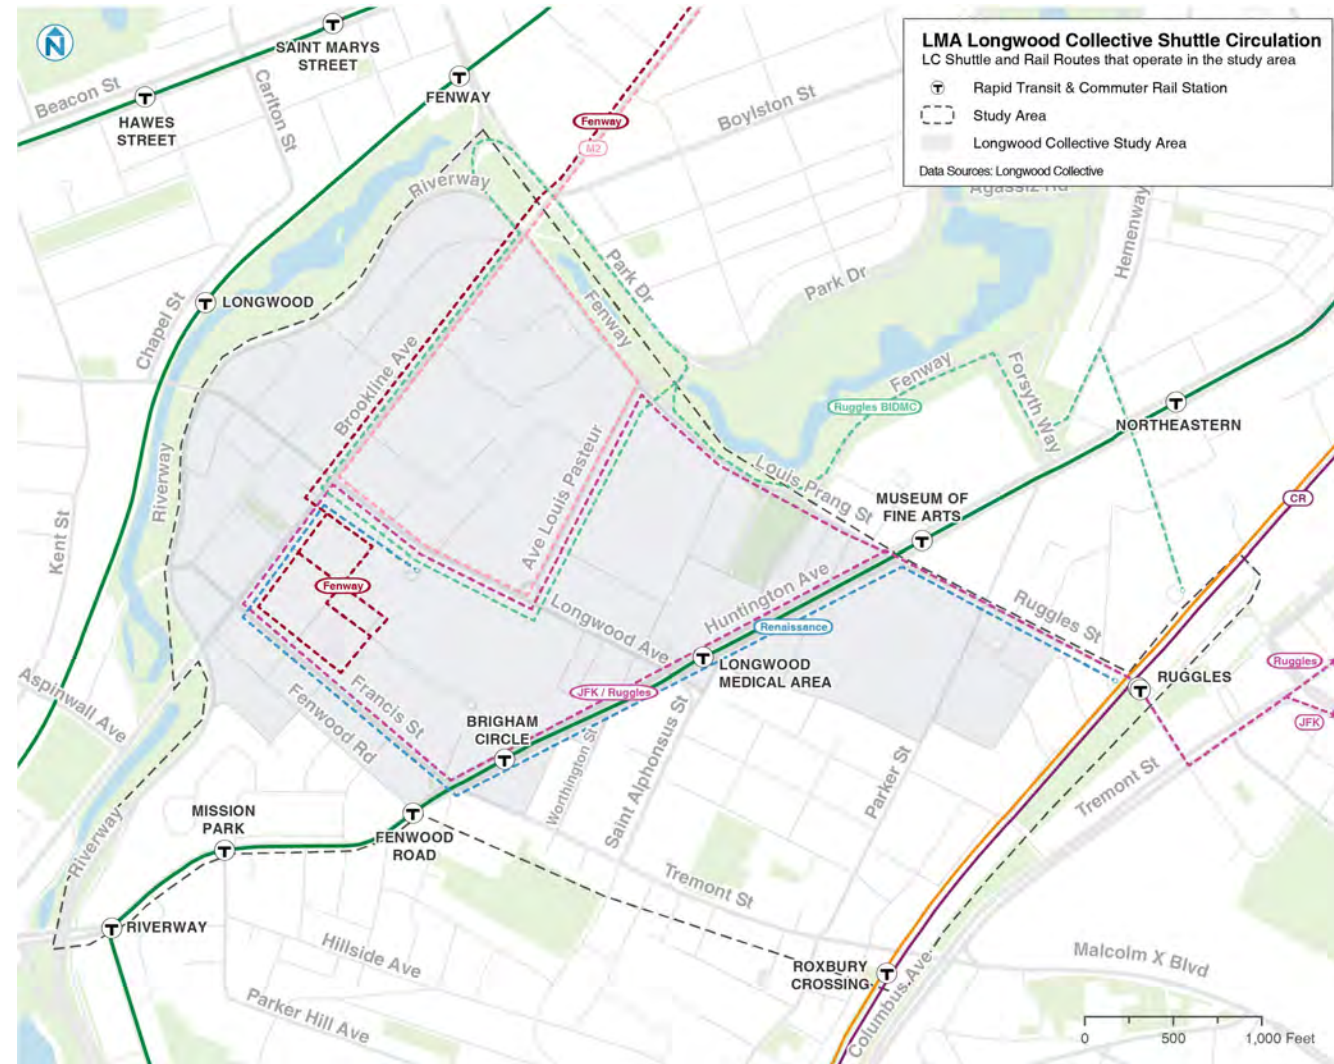 N
LMA Longwood Collective Shuttle Circulation
LC Shuttle and Rail Routes that operate in the study area
T
Rapid Transit & Commuter Rail Station
Study Area
Longwood Collective Study Area
Data Sources: Longwood Collective
SAINT MARYS
STREET
Beacon St
HAWES
STREET
Carlton St
FENWAY
Fenway
M2
Boylston St
Agassiz Rd
Hemenway
Riverway
Park Dr
Park Dr
Fenway
LONGWOOD
Chapel St
Brookline Ave
Fenway
Forsyth Way
Ruggles BIDMC
NORTHEASTERN
Ave Louis Pasteur
Louis Prang St
MUSEUM OF
FINE ARTS
CR
Riverway
Kent St
Fenway
Longwood Ave
Huntington Ave
Renaissance
Ruggles St
LONGWOOD
MEDICAL AREA
RUGGLES
Ruggles
JFK
JFK / Ruggles
Aspinwall Ave
Francis St
Fenwood Rd
BRIGHAM
CIRCLE
Worthington St
Saint Alphonsus St
Parker St
Tremont St
MISSION
PARK
FENWOOD
ROAD
Riverway
Tremont St
RIVERWAY
Hillside Ave
Parker Hill Ave
ROXBURY
CROSSING
Columbus Ave
Malcolm X Blvd
0 500 1,000 Feet